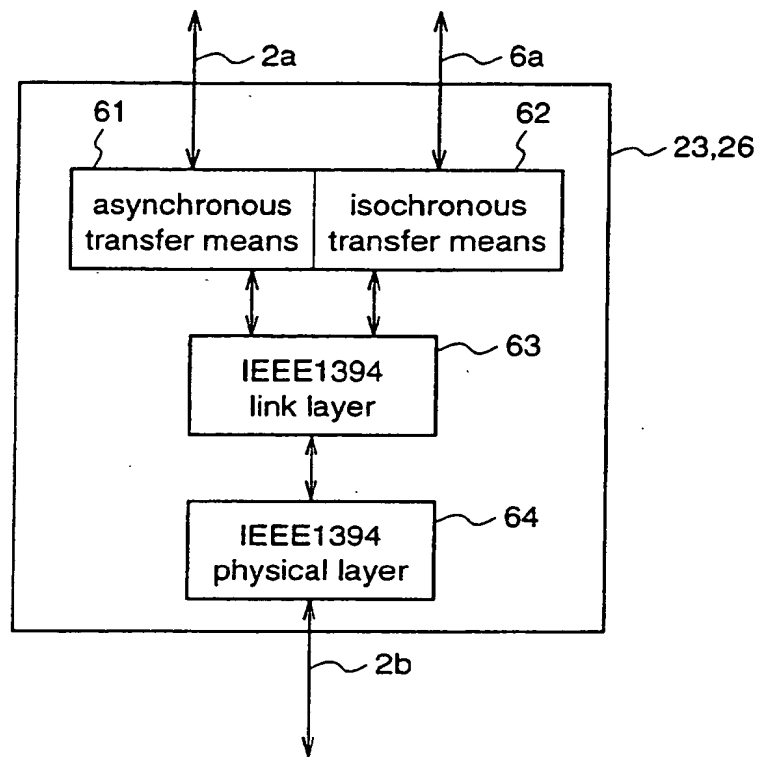 2a
6a
61
62
23,26
asynchronous
transfer means
isochronous
transfer means
63
IEEE1394
link layer
64
IEEE1394
physical layer
2b